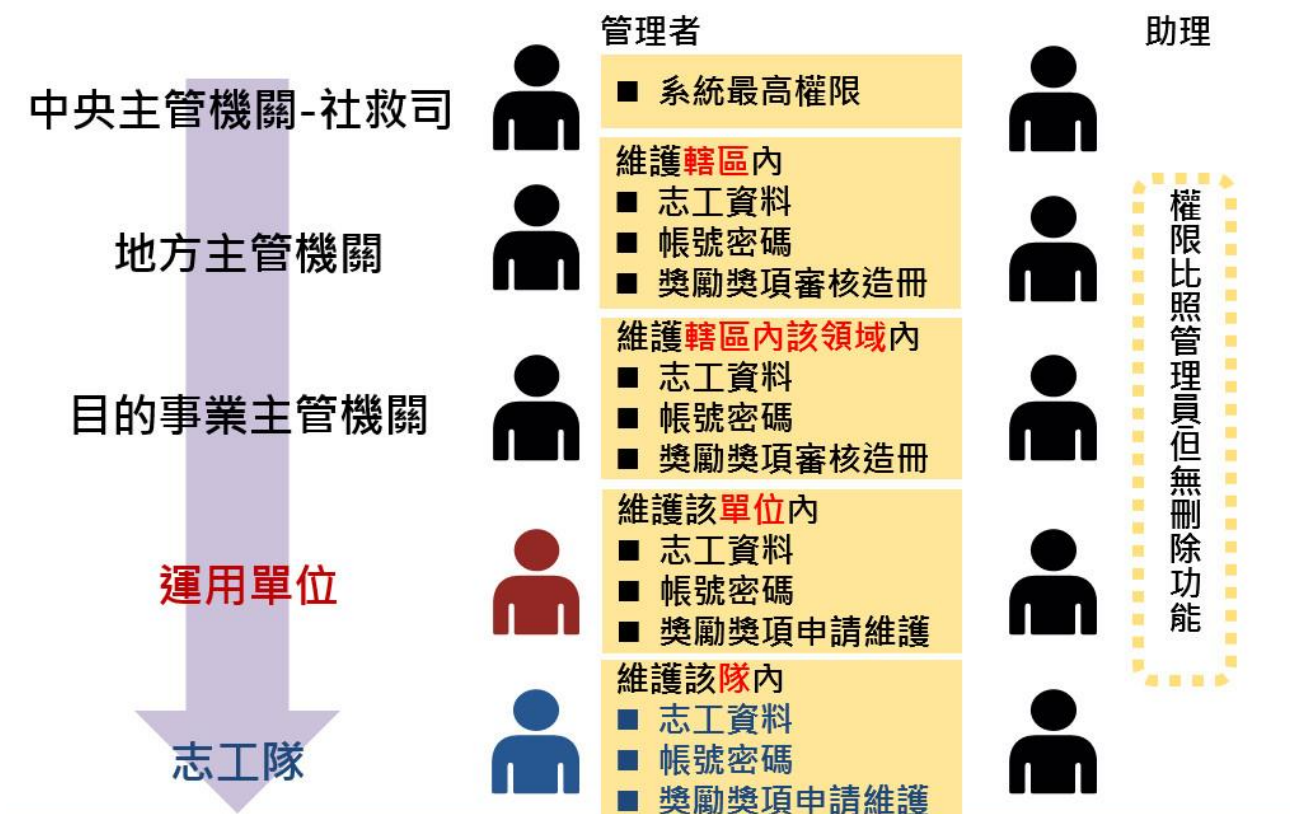 管理者
助理
中央主管機關-社救司
■ 系統最高權限
地方主管機關
維護轄區內
■ 志工資料
■ 帳號密碼
■ 獎勵獎項審核造冊
目的事業主管機關
維護轄區內該領域內
■ 志工資料
■ 帳號密碼
■ 獎勵獎項審核造冊
運用單位
維護該單位內
■ 志工資料
■ 帳號密碼
■ 獎勵獎項申請維護
志工隊
維護該隊內
■ 志工資料
■ 帳號密碼
■ 獎勵獎項申請維護
權限比照管理員但無刪除功能